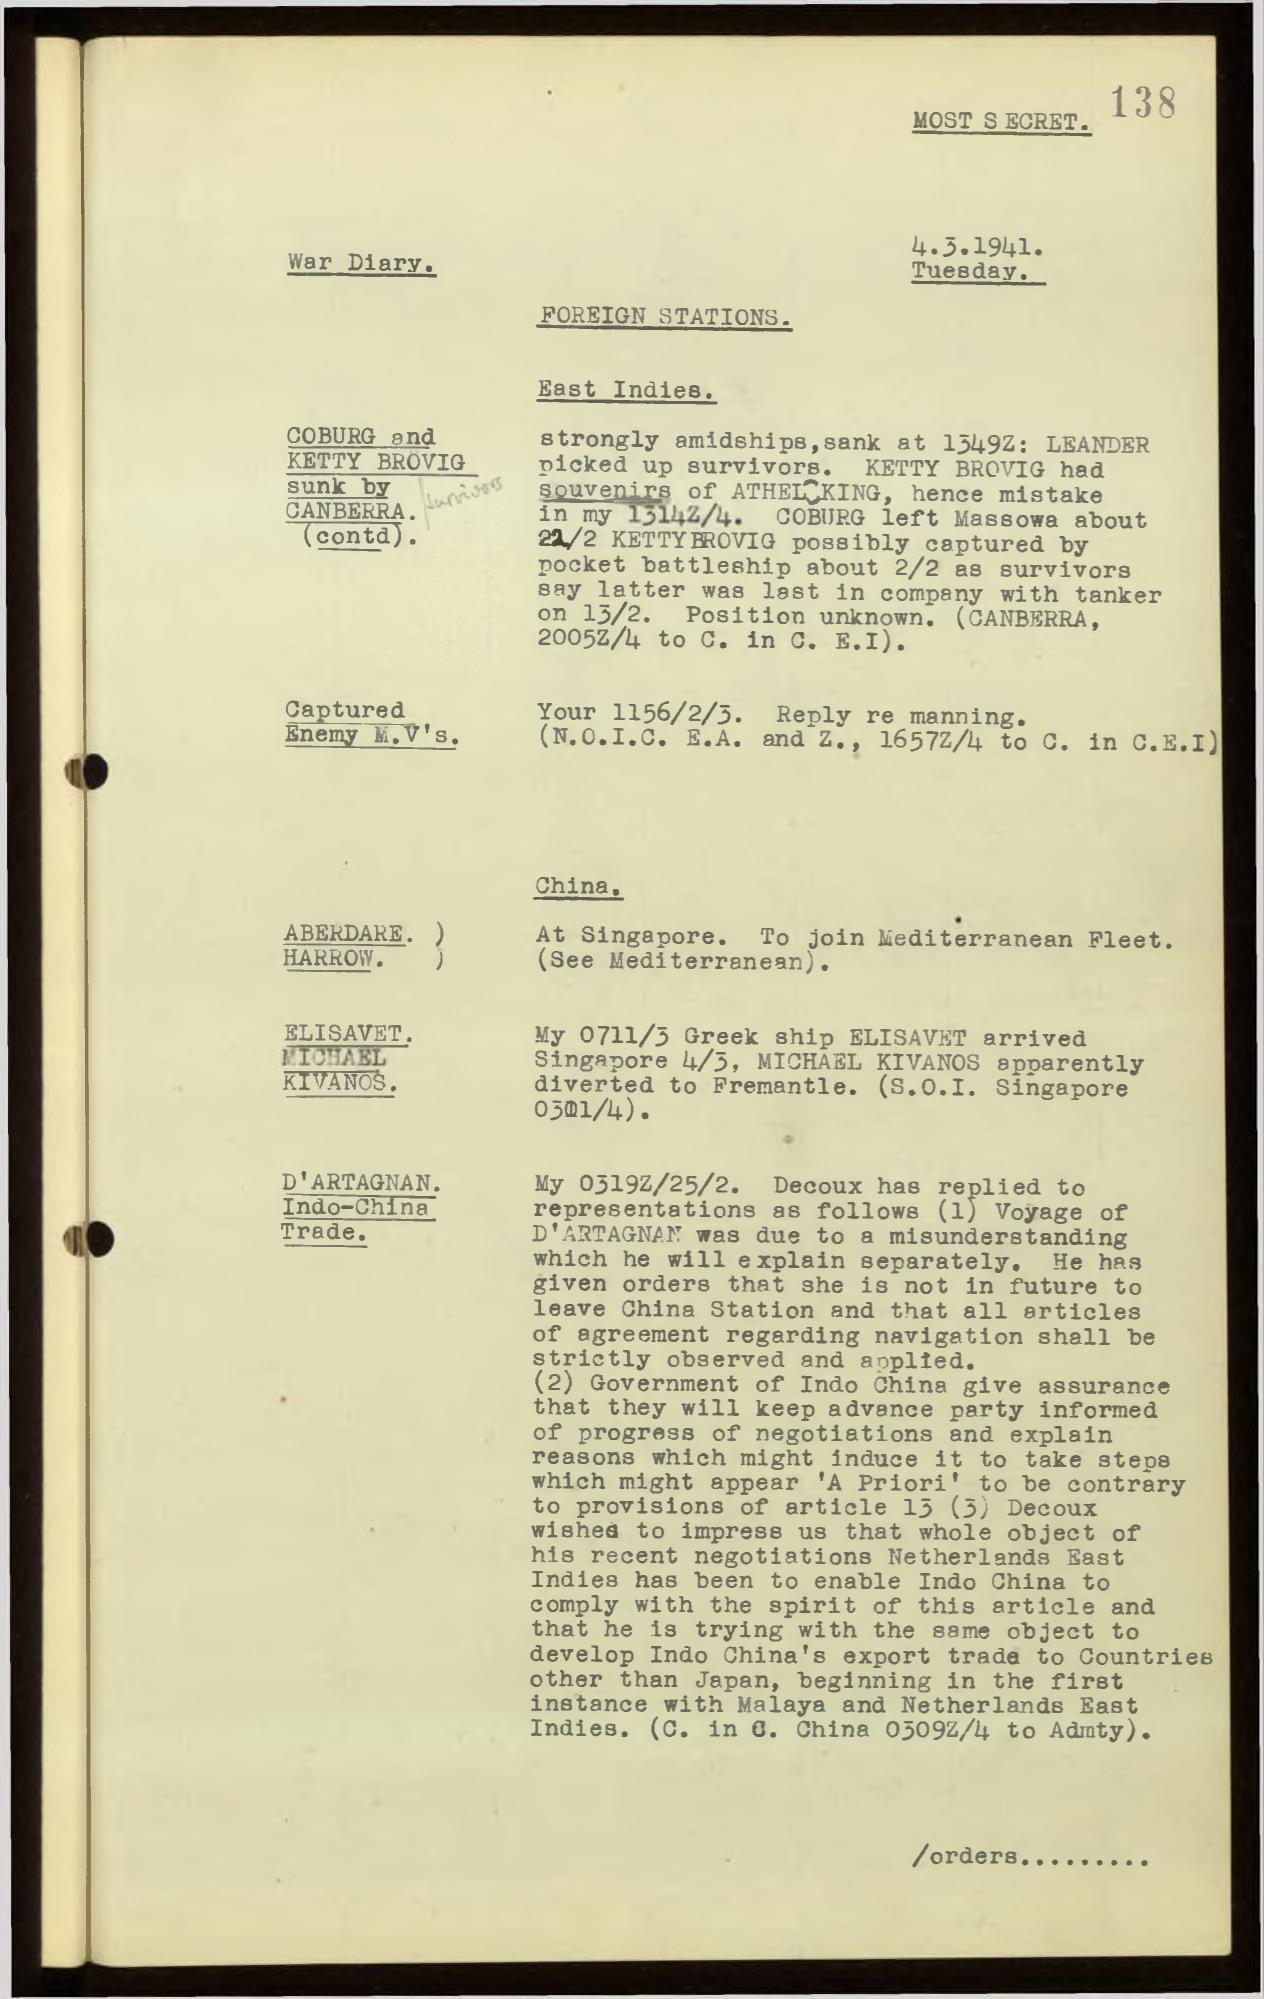 138
MOST SECRET.
War Diary.
4.3.1941.
Tuesday.
FOREIGN STATIONS.
East Indies.
COBURG and
KETTY BROVIG
sunk by
CANBERRA.
(contd).
survivors
strongly amidships,sank at 1349Z: LEANDER
picked up survivors. KETTY BROVIG had
souvenirs of ATHELKING, hence mistake
in my 1314Z/4. COBURG left Massowa about
/2 KETTYBROVIG possibly captured by
pocket battleship about 2/2 as survivors
say latter was last in company with tanker
on 13/2. Position unknown. (CANBERRA,
2005Z/4 to C. in C. E.I).
Captured
Enemy M.V's.
Your 1156/2/3. Reply re manning.
(N.O.I.C. E.A. and Z., 1657Z/4 to C. in C.E.I)
China.
ABERDARE. )
HARROW. )
At Singapore. To join Mediterranean Fleet.
(See Mediterranean).
ELISAVET.
MICHAEL
KIVANOS.
My 0711/3 Greek ship ELISAVET arrived
Singapore 4/3, MICHAEL KIVANOS apparently
diverted to Fremantle. (S.O.I. Singapore
/4).
D'ARTAGNAN.
Indo-China
Trade.
My 0319Z/25/2. Decoux has replied to
representations as follows (1) Voyage of
D'ARTAGNAN was due to a misunderstanding
which he will explain separately. He has
given orders that she is not in future to
leave China Station and that all articles
of agreement regarding navigation shall be
strictly observed and applied.
(2) Government of Indo China give assurance
that they will keep advance party informed
of progress of negotiations and explain
reasons which might induce it to take steps
which might appear 'A Priori' to be contrary
to provisions of article 13 (3) Decoux
wished to impress us that whole object of
his recent negotiations Netherlands East
Indies has been to enable Indo China to
comply with the spirit of this article and
that he is trying with the same object to
develop Indo China's export trade to Countries
other than Japan, beginning in the first
instance with Malaya and Netherlands East
Indies. (C. in C. China 0309Z/4 to Admty).
/orders.........